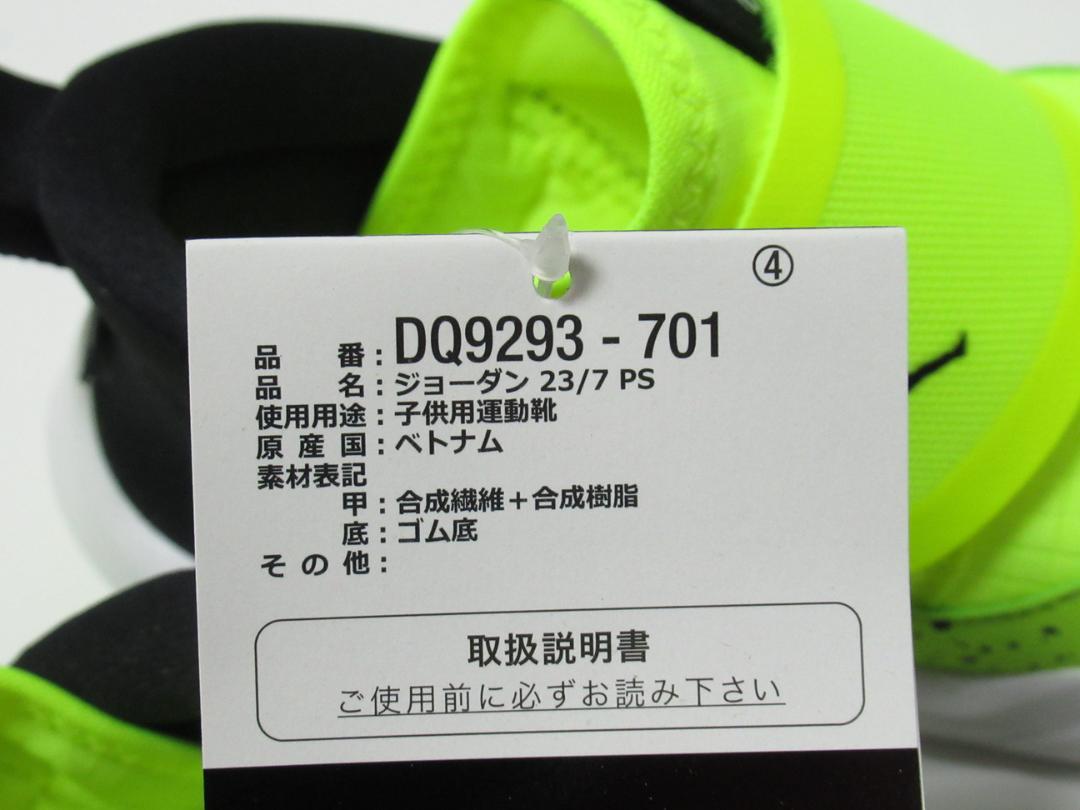 ④
品番：DQ9293 - 701
品名：ジョーダン 23/7 PS
使用用途：子供用運動靴
原産国：ベトナム
素材表記
甲：合成繊維＋合成樹脂
底：ゴム底
その他：
取扱説明書
ご使用前に必ずお読み下さい